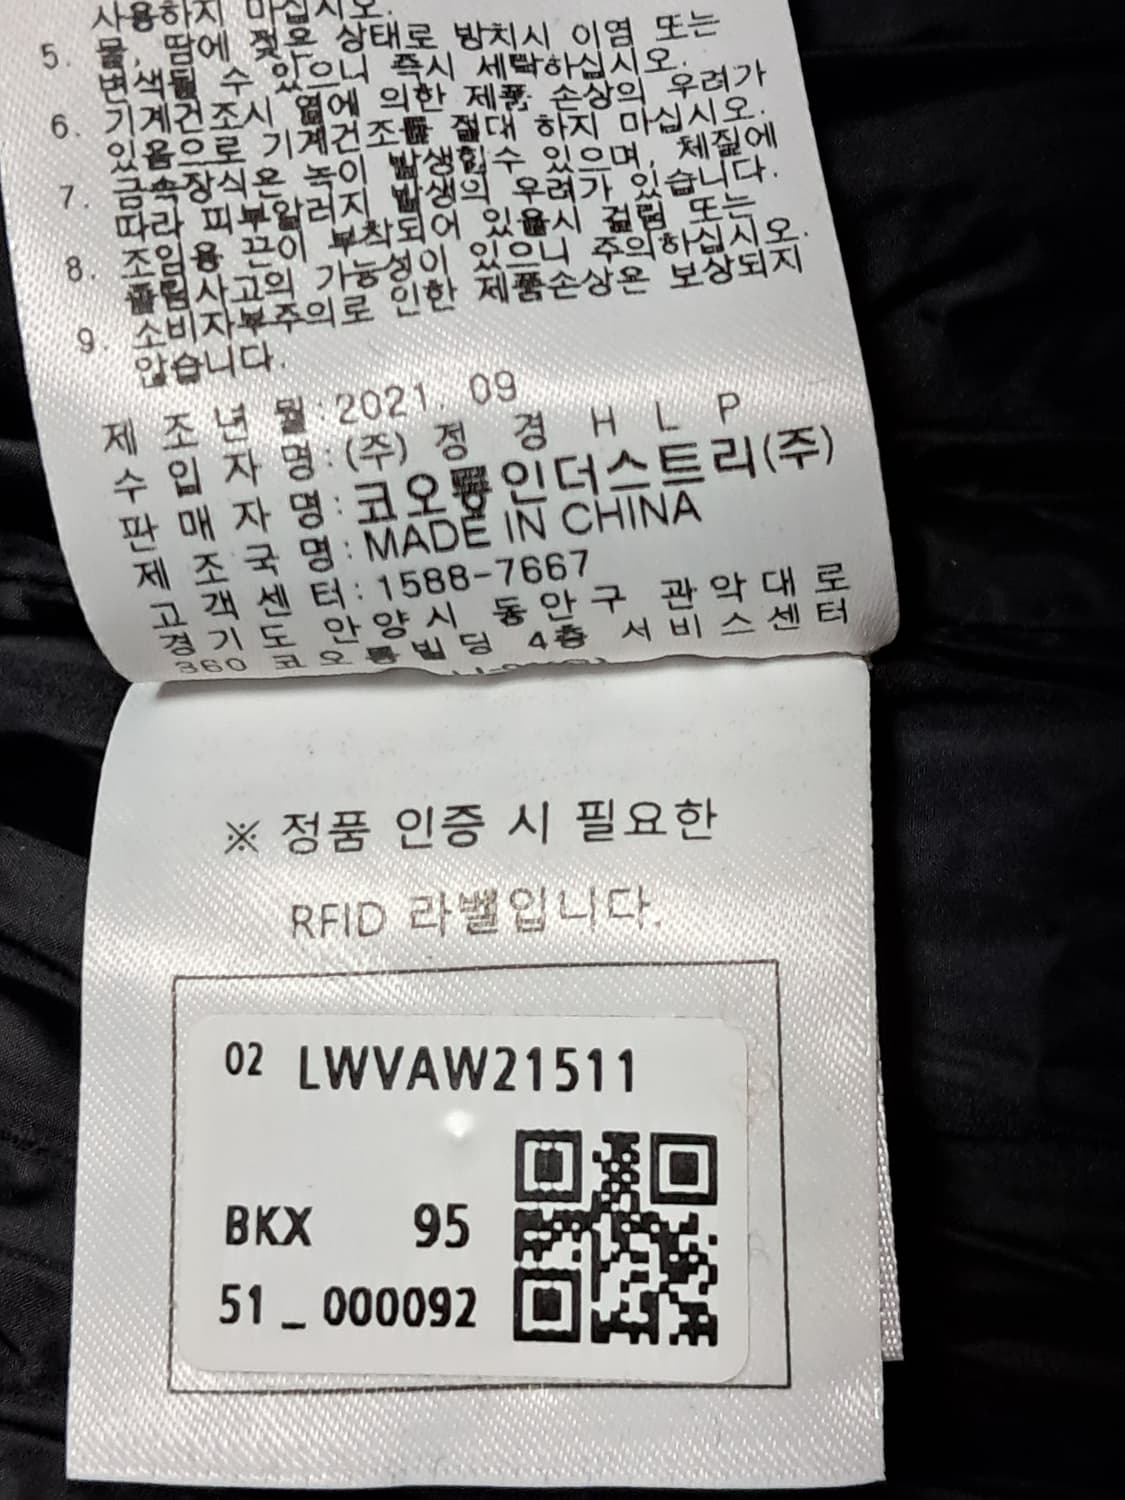 사용하지 마십시오.
5. 물, 땀에 젖은 상태로 방치시 이염 또는
변색될 수 있으니 즉시 세탁하십시오.
6. 기계건조시 열에 의한 제품 손상의 우려가
있음으로 기계건조를 절대 하지 마십시오.
7. 금속장식은 녹이 발생할수 있으며, 체질에
따라 피부알러지 발생의 우려가 있습니다.
8. 조임용 끈이 부착되어 있을시 걸림 또는
졸림사고의 가능성이 있으니 주의하십시오.
9. 소비자부주의로 인한 제품손상은 보상되지
않습니다.
제 조 년 월 : 2021. 09
수 입 자 명 : (주) 정 경 H L P
판 매 자 명 : 코오롱인더스트리(주)
제 조 국 명 : MADE IN CHINA
고 객 센 터 : 1588-7667
경 기 도 안 양 시 동 안 구 관 악 대 로
360 코 오 롱 빌 딩 4층 서 비 스 센 터
※ 정품 인증 시 필요한
RFID 라벨입니다.
02 LWVAW21511
BKX 95
51 _ 000092